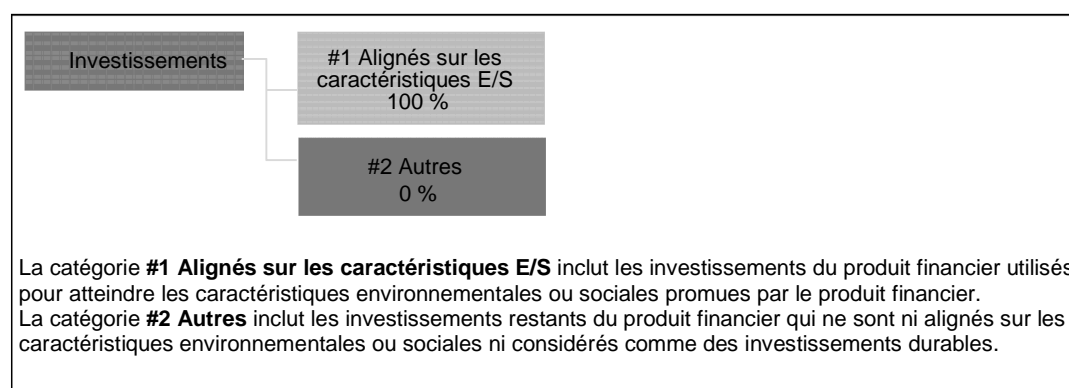 Investissements
#1 Alignés sur les
caractéristiques E/S
100 %
#2 Autres
0 %
La catégorie #1 Alignés sur les caractéristiques E/S inclut les investissements du produit financier utilisés
pour atteindre les caractéristiques environnementales ou sociales promues par le produit financier.
La catégorie #2 Autres inclut les investissements restants du produit financier qui ne sont ni alignés sur les
caractéristiques environnementales ou sociales ni considérés comme des investissements durables.